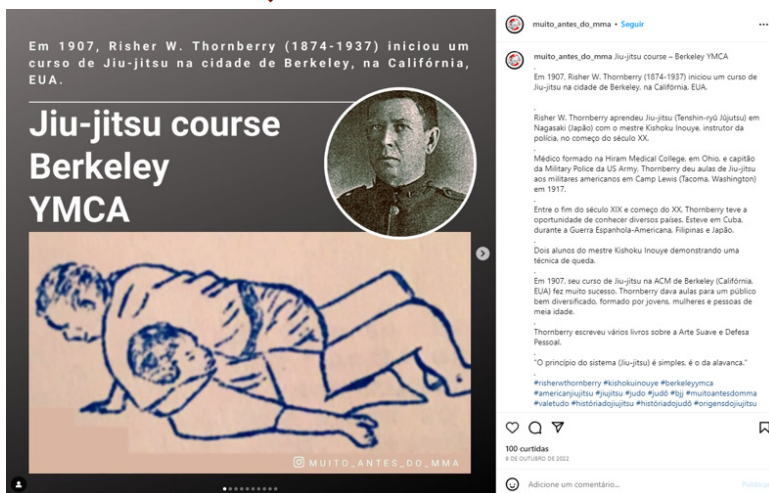 Em 1907, Risher W. Thornberry (1874-1937) iniciou um
curso de Jiu-jitsu na cidade de Berkeley, na Califórnia,
EUA.
Jiu-jitsu course
Berkeley
YMCA
MUITO_ANTES_DO_MMA
muito_antes_do_mma • Seguir
muito_antes_do_mma Jiu-jitsu course – Berkeley YMCA
.
Em 1907, Risher W. Thornberry (1874-1937) iniciou um curso de
Jiu-jitsu na cidade de Berkeley, na Califórnia, EUA.
.
Risher W. Thornberry aprendeu Jiu-jitsu (Tenshin-ryū Jūjutsu) em
Nagasaki (Japão) com o mestre Kishoku Inouye, instrutor da
polícia, no começo do século XX.
.
Médico formado na Hiram Medical College, em Ohio, e capitão
da Military Police da US Army, Thornberry deu aulas de Jiu-jitsu
aos militares americanos em Camp Lewis (Tacoma, Washington)
em 1917.
.
Entre o fim do século XIX e começo do XX, Thornberry teve a
oportunidade de conhecer diversos países. Esteve em Cuba,
durante a Guerra Espanhola-Americana, Filipinas e Japão.
.
Dois alunos do mestre Kishoku Inouye demonstrando uma
técnica de queda.
.
Em 1907, seu curso de Jiu-jitsu na ACM de Berkeley (Califórnia,
EUA) fez muito sucesso. Thornberry dava aulas para um público
bem diversificado, formado por jovens, mulheres e pessoas de
meia idade.
.
Thornberry escreveu vários livros sobre a Arte Suave e Defesa
Pessoal.
.
"O princípio do sistema (Jiu-jitsu) é simples, é o da alavanca."
.
#risherwthornberry #kishokuinouye #berkeleyymca
#americanjiujitsu #jiujitsu #judo #judô #bjj #muitoantesdomma
#valetudo #históriadojiujitsu #históriadojudô #origensdojiujitsu
100 curtidas
9 DE OUTUBRO DE 2022
Adicione um comentário...
Publicar